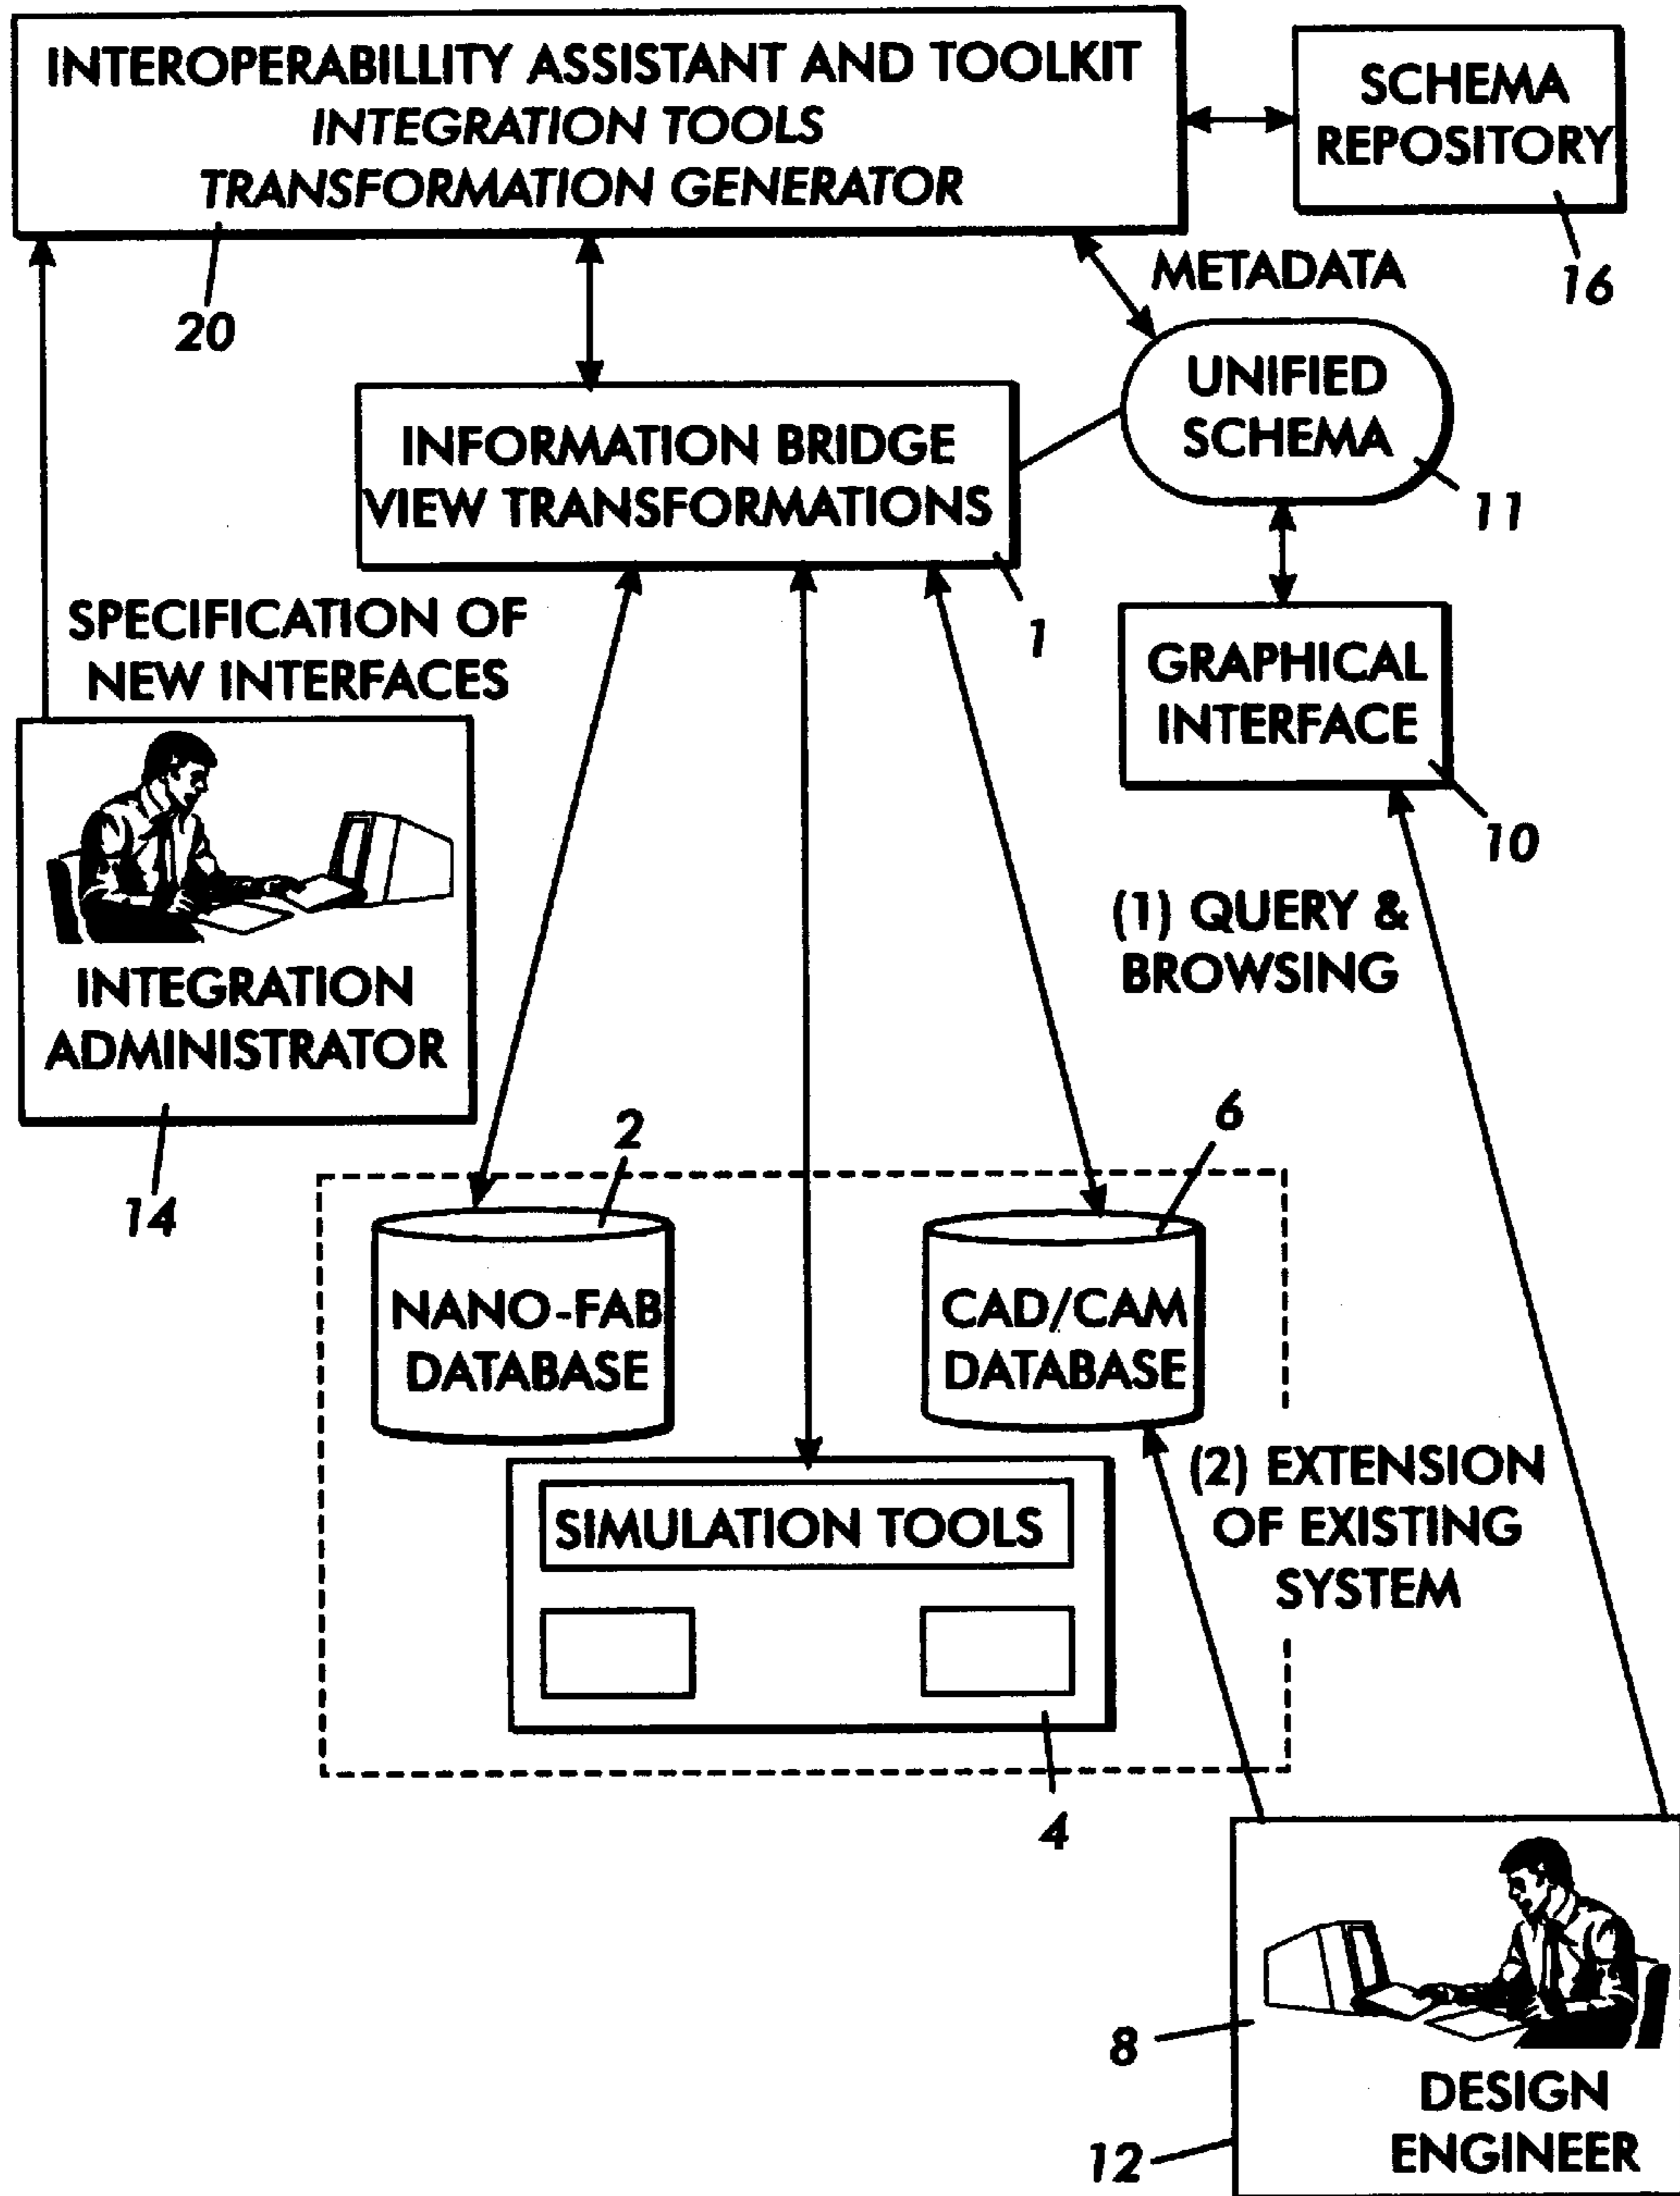 INTEROPERABILLITY ASSISTANT AND TOOLKIT
INTEGRATION TOOLS
TRANSFORMATION GENERATOR
SCHEMA
REPOSITORY
16
20
METADATA
UNIFIED
SCHEMA
11
INFORMATION BRIDGE
VIEW TRANSFORMATIONS
1
SPECIFICATION OF
NEW INTERFACES
GRAPHICAL
INTERFACE
10
INTEGRATION
ADMINISTRATOR
14
(1) QUERY &
BROWSING
2
6
NANO-FAB
DATABASE
CAD/CAM
DATABASE
(2) EXTENSION
OF EXISTING
SYSTEM
SIMULATION TOOLS
4
8
DESIGN
ENGINEER
12